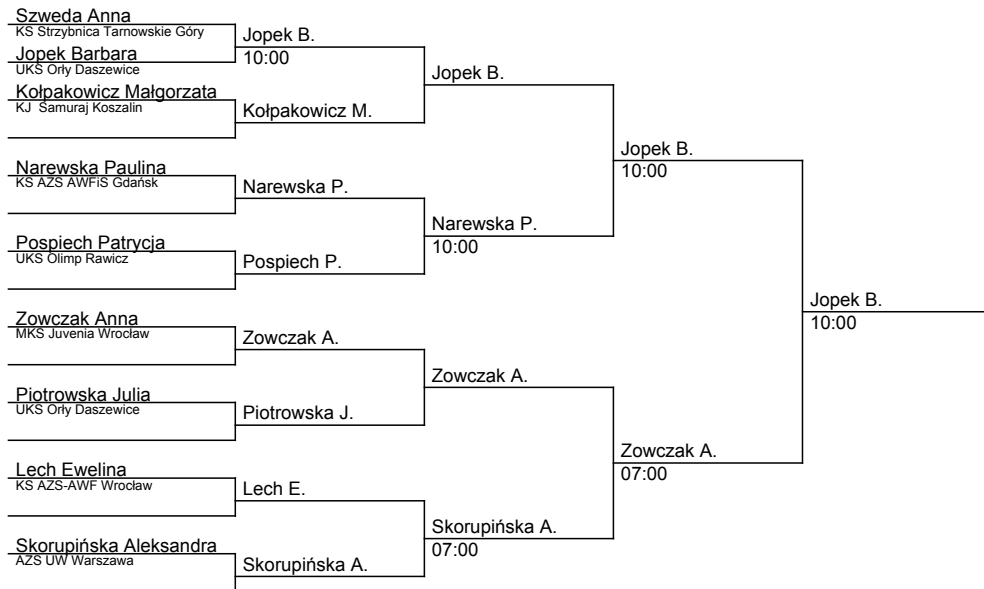 Szweda Anna
KS Strzybnica Tarnowskie Góry
Jopek Barbara
UKS Orły Daszewice
Kołpakowicz Małgorzata
KJ Samuraj Koszalin
Narewska Paulina
KS AZS AWFiS Gdańsk
Pospiech Patrycja
UKS Olimp Rawicz
Zowczak Anna
MKS Juvenia Wrocław
Piotrowska Julia
UKS Orły Daszewice
Lech Ewelina
KS AZS-AWF Wrocław
Skorupińska Aleksandra
AZS UW Warszawa
Jopek B.
10:00
Kołpakowicz M.
Narewska P.
Pospiech P.
Zowczak A.
Piotrowska J.
Lech E.
Skorupińska A.
Jopek B.
Narewska P.
10:00
Zowczak A.
Skorupińska A.
07:00
Jopek B.
10:00
Zowczak A.
07:00
Jopek B.
10:00